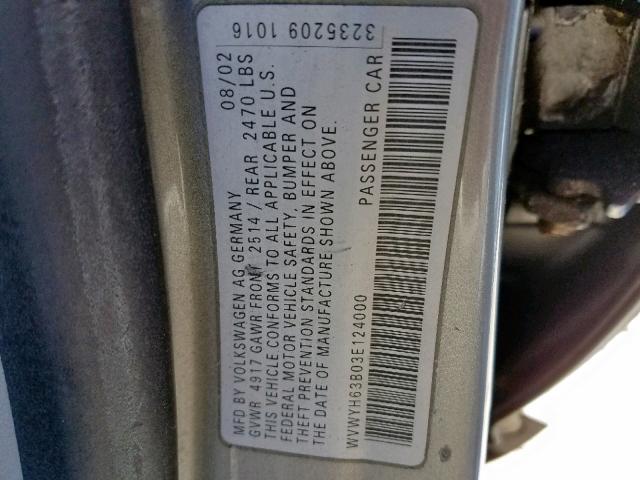 3235209 1016
MFD BY VOLKSWAGEN AG GERMANY 08/02
GVWR 4917 GAWR FRONT 2514 / REAR 2470 LBS
THIS VEHICLE CONFORMS TO ALL APPLICABLE U.S.
FEDERAL MOTOR VEHICLE SAFETY, BUMPER AND
THEFT PREVENTION STANDARDS IN EFFECT ON
THE DATE OF MANUFACTURE SHOWN ABOVE.
WVWYH63B03E124000 PASSENGER CAR